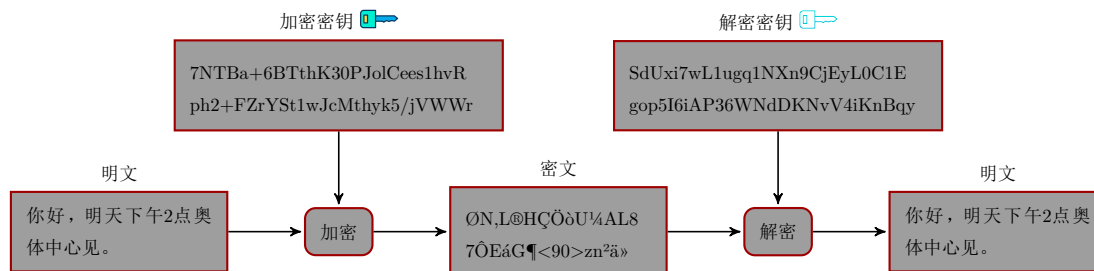 加密密钥
解密密钥
7NTBa+6BTthK30PJolCees1hvR
ph2+FZrYSt1wJcMthyk5/jVWWr
SdUxi7wL1ugq1NXn9CjEyL0C1E
gop5I6iAP36WNdDKNvV4iKnBqy
明文
你好，明天下午2点奥
体中心见。
加密
密文
ØN,L®HÇÖòU¼AL8
7ÔEáG¶<90>zn²ä»
解密
明文
你好，明天下午2点奥
体中心见。